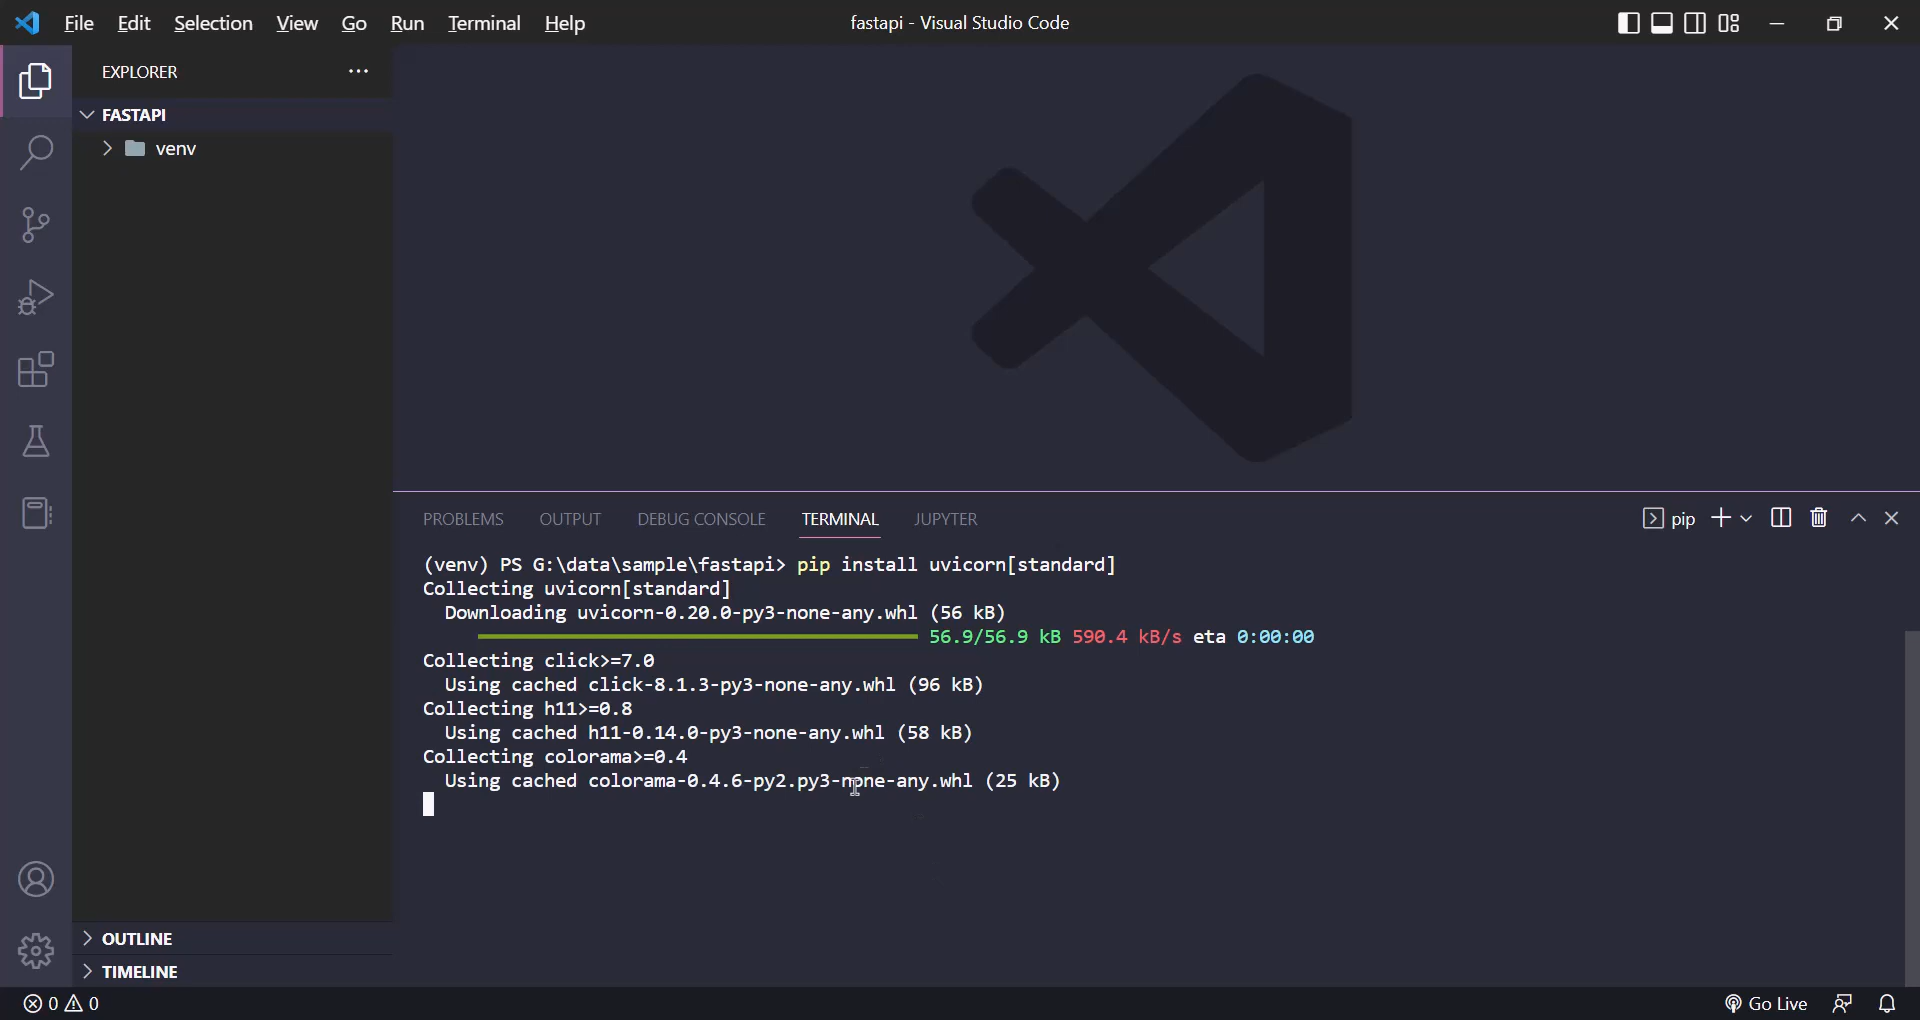 File Edit Selection View Go Run Terminal Help
fastapi - Visual Studio Code
EXPLORER
FASTAPI
venv
OUTLINE
TIMELINE
PROBLEMS OUTPUT DEBUG CONSOLE TERMINAL JUPYTER
pip
(venv) PS G:\data\sample\fastapi> pip install uvicorn[standard]
Collecting uvicorn[standard]
Downloading uvicorn-0.20.0-py3-none-any.whl (56 kB)
56.9/56.9 kB 590.4 kB/s eta 0:00:00
Collecting click>=7.0
Using cached click-8.1.3-py3-none-any.whl (96 kB)
Collecting h11>=0.8
Using cached h11-0.14.0-py3-none-any.whl (58 kB)
Collecting colorama>=0.4
Using cached colorama-0.4.6-py2.py3-none-any.whl (25 kB)
0 0
Go Live